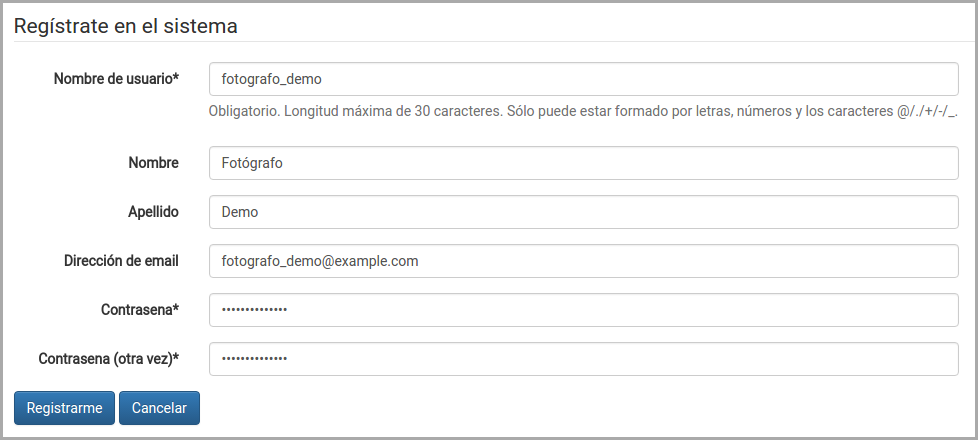 Regístrate en el sistema
Nombre de usuario* fotografo_demo
Obligatorio. Longitud máxima de 30 caracteres. Sólo puede estar formado por letras, números y los caracteres @/./+/-/_.
Nombre Fotógrafo
Apellido Demo
Dirección de email fotografo_demo@example.com
Contrasena* ••••••••••••••
Contrasena (otra vez)* ••••••••••••••
Registrarme Cancelar